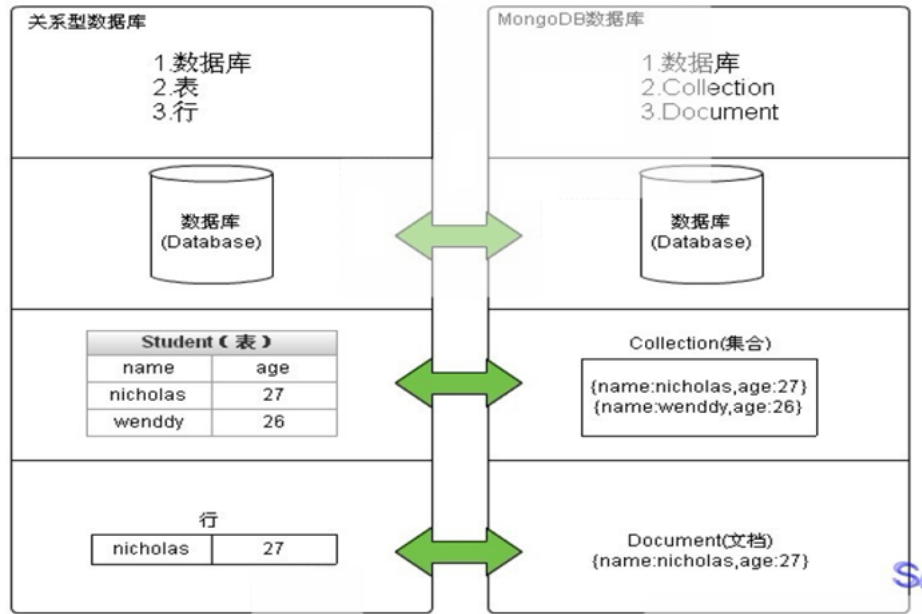 关系型数据库
1.数据库
2.表
3.行
MongoDB数据库
1.数据库
2.Collection
3.Document
数据库
(Database)
数据库
(Database)
Student（表）
name age
nicholas 27
wenddy 26
Collection(集合)
{name:nicholas,age:27}
{name:wenddy,age:26}
行
nicholas 27
Document(文档)
{name:nicholas,age:27}